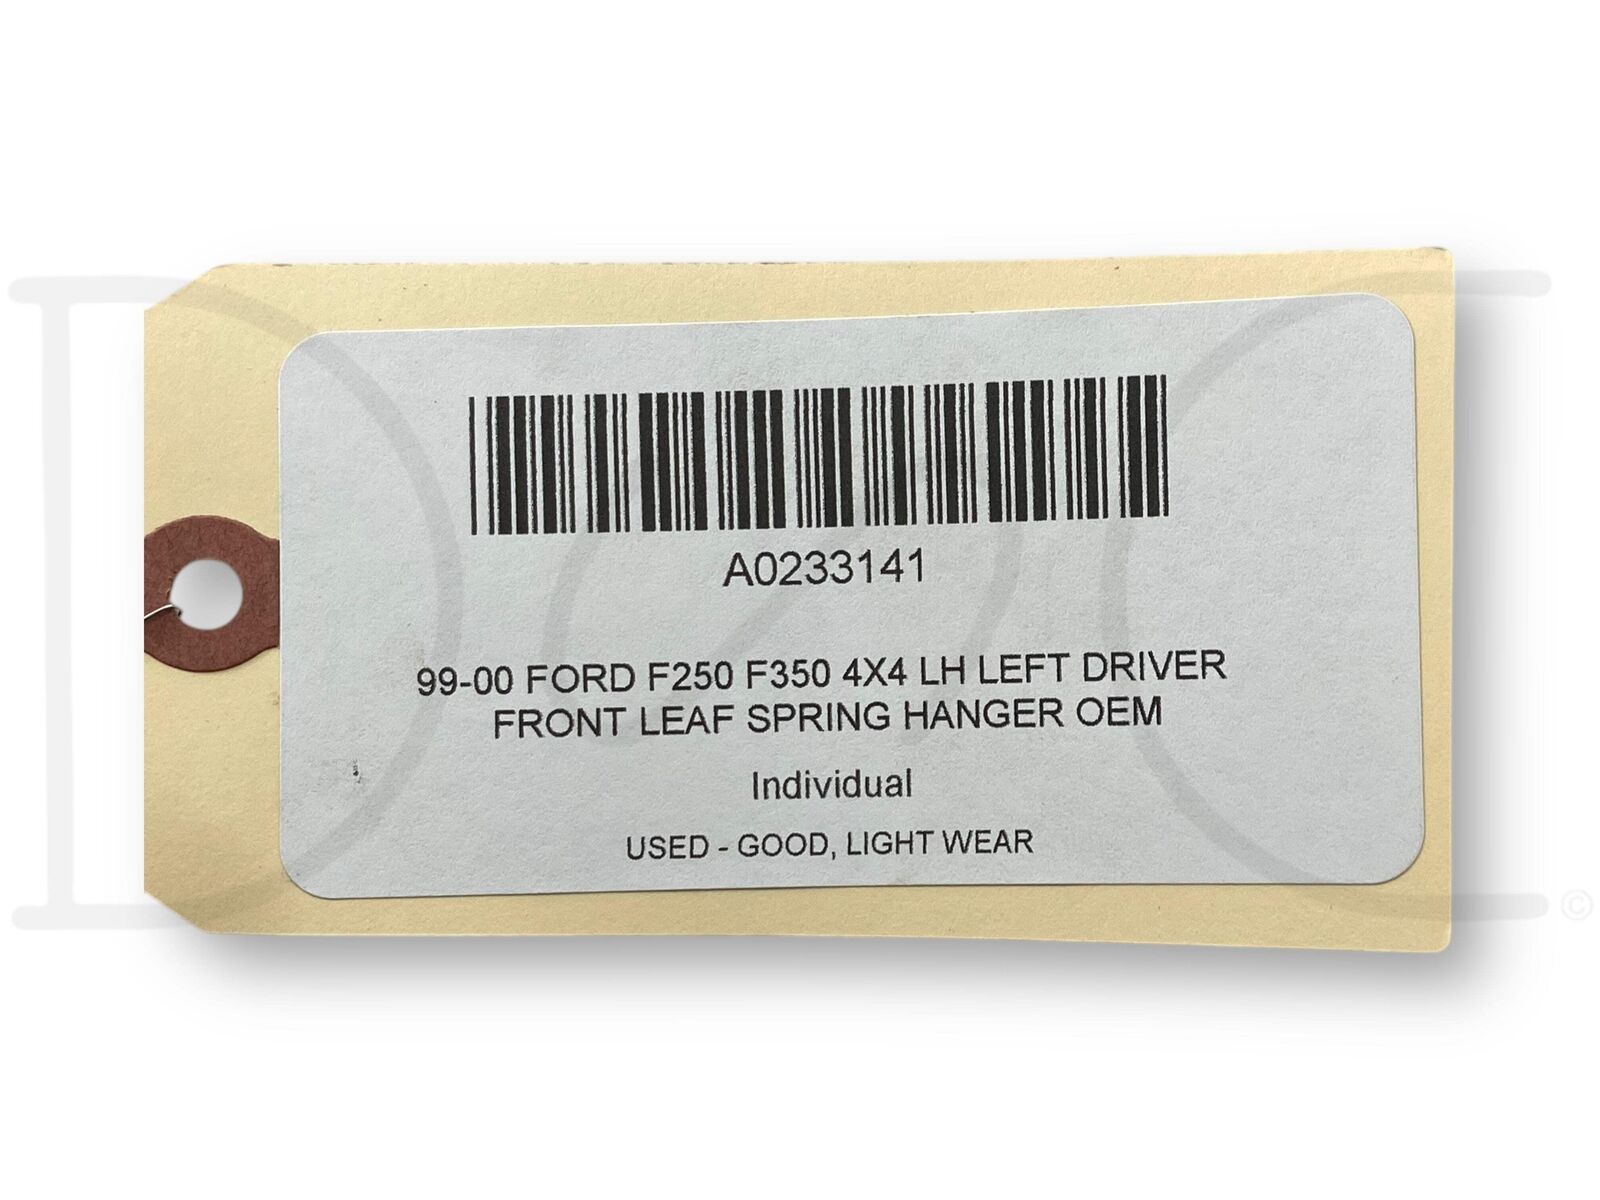 A0233141
99-00 FORD F250 F350 4X4 LH LEFT DRIVER
FRONT LEAF SPRING HANGER OEM
Individual
USED - GOOD, LIGHT WEAR
©